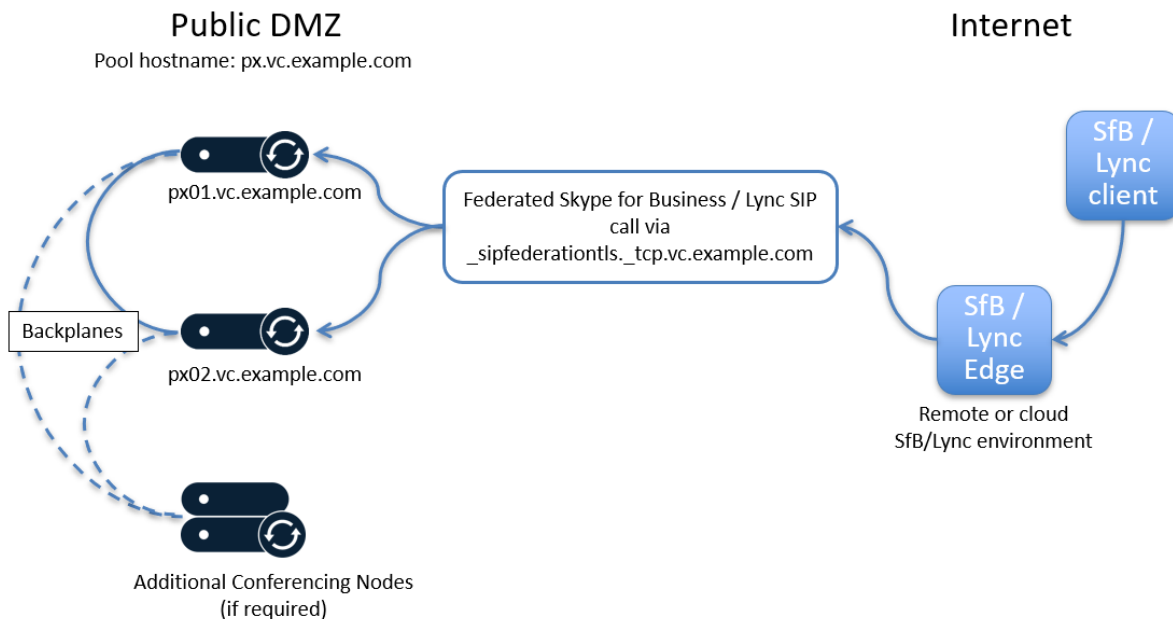 Public DMZ
Pool hostname: px.vc.example.com
Internet
px01.vc.example.com
Federated Skype for Business / Lync SIP
call via
_sipfederationtls._tcp.vc.example.com
SfB /
Lync
client
Backplanes
px02.vc.example.com
SfB /
Lync
Edge
Remote or cloud
SfB/Lync environment
Additional Conferencing Nodes
(if required)